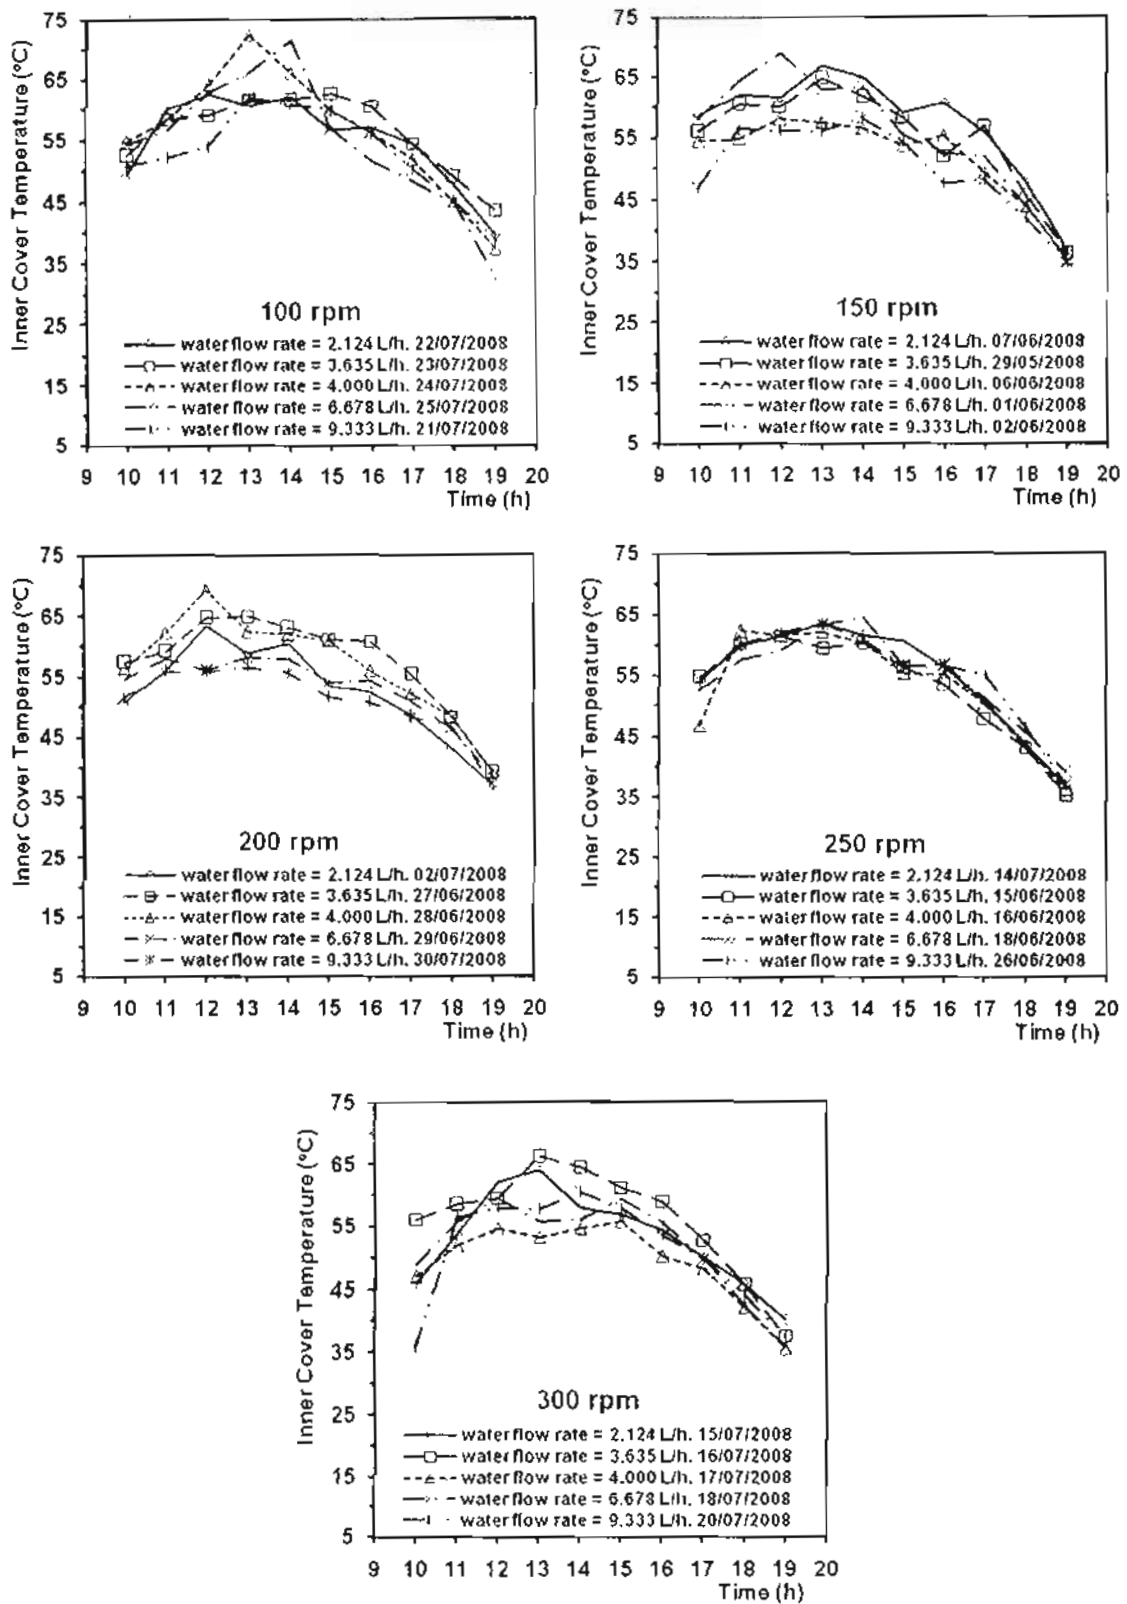 Inner Cover Temperature (°C)
75
65
55
45
35
25
15
5
100 rpm
water flow rate = 2.124 L/h. 22/07/2008
water flow rate = 3.635 L/h. 23/07/2008
water flow rate = 4.000 L/h. 24/07/2008
water flow rate = 6.678 L/h. 25/07/2008
water flow rate = 9.333 L/h. 21/07/2008
9 10 11 12 13 14 15 16 17 18 19 20
Time (h)
Inner Cover Temperature (°C)
75
65
55
45
35
25
15
5
150 rpm
water flow rate = 2.124 L/h. 07/06/2008
water flow rate = 3.635 L/h. 29/05/2008
water flow rate = 4.000 L/h. 06/06/2008
water flow rate = 6.678 L/h. 01/06/2008
water flow rate = 9.333 L/h. 02/06/2008
9 10 11 12 13 14 15 16 17 18 19 20
Time (h)
Inner Cover Temperature (°C)
75
65
55
45
35
25
15
5
200 rpm
water flow rate = 2.124 L/h. 02/07/2008
water flow rate = 3.635 L/h. 27/06/2008
water flow rate = 4.000 L/h. 28/06/2008
water flow rate = 6.678 L/h. 29/06/2008
water flow rate = 9.333 L/h. 30/07/2008
9 10 11 12 13 14 15 16 17 18 19 20
Time (h)
Inner Cover Temperature (°C)
75
65
55
45
35
25
15
5
250 rpm
water flow rate = 2.124 L/h. 14/07/2008
water flow rate = 3.635 L/h. 15/06/2008
water flow rate = 4.000 L/h. 16/06/2008
water flow rate = 6.678 L/h. 18/06/2008
water flow rate = 9.333 L/h. 26/06/2008
9 10 11 12 13 14 15 16 17 18 19 20
Time (h)
Inner Cover Temperature (°C)
75
65
55
45
35
25
15
5
300 rpm
water flow rate = 2.124 L/h. 15/07/2008
water flow rate = 3.635 L/h. 16/07/2008
water flow rate = 4.000 L/h. 17/07/2008
water flow rate = 6.678 L/h. 18/07/2008
water flow rate = 9.333 L/h. 20/07/2008
9 10 11 12 13 14 15 16 17 18 19 20
Time (h)